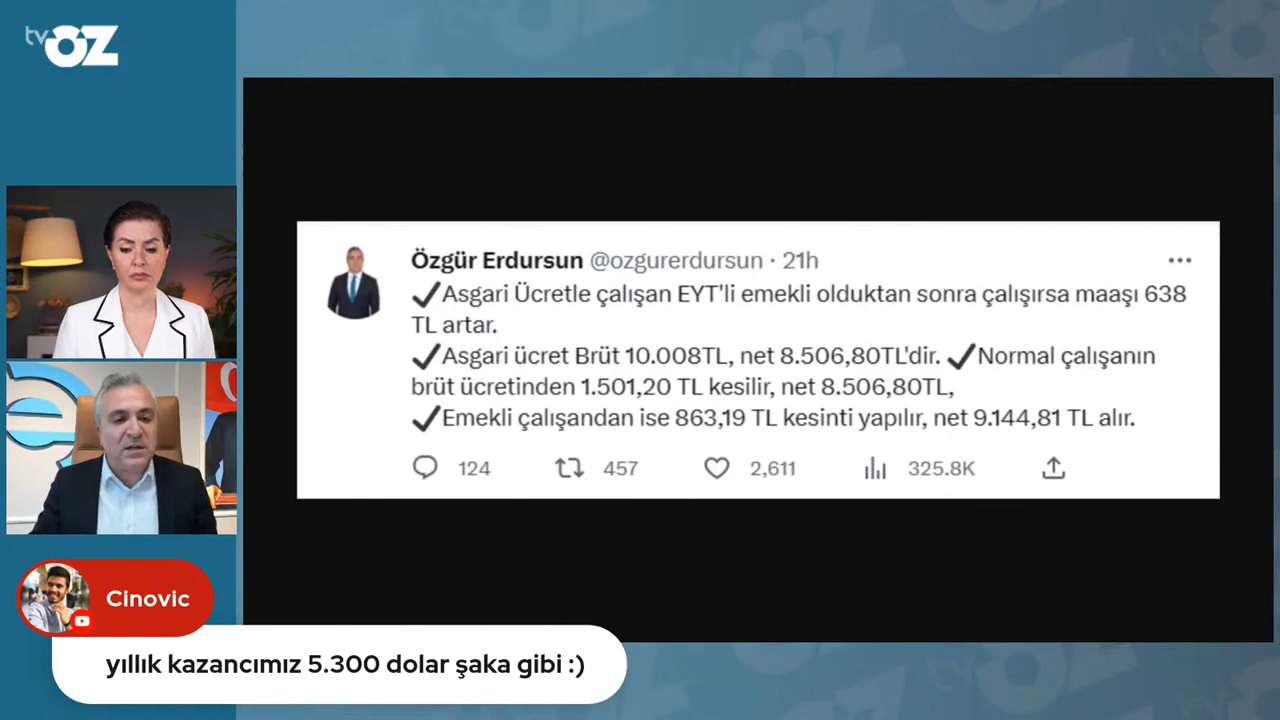 tv OZ
Özgür Erdursun @ozgurerdursun · 21h
✔Asgari Ücretle çalışan EYT'li emekli olduktan sonra çalışırsa maaşı 638
TL artar.
✔Asgari ücret Brüt 10.008TL, net 8.506,80TL'dir. ✔Normal çalışanın
brüt ücretinden 1.501,20 TL kesilir, net 8.506,80TL,
✔Emekli çalışandan ise 863,19 TL kesinti yapılır, net 9.144,81 TL alır.
124 457 2,611 325.8K
Cinovic
yıllık kazancımız 5.300 dolar şaka gibi :)